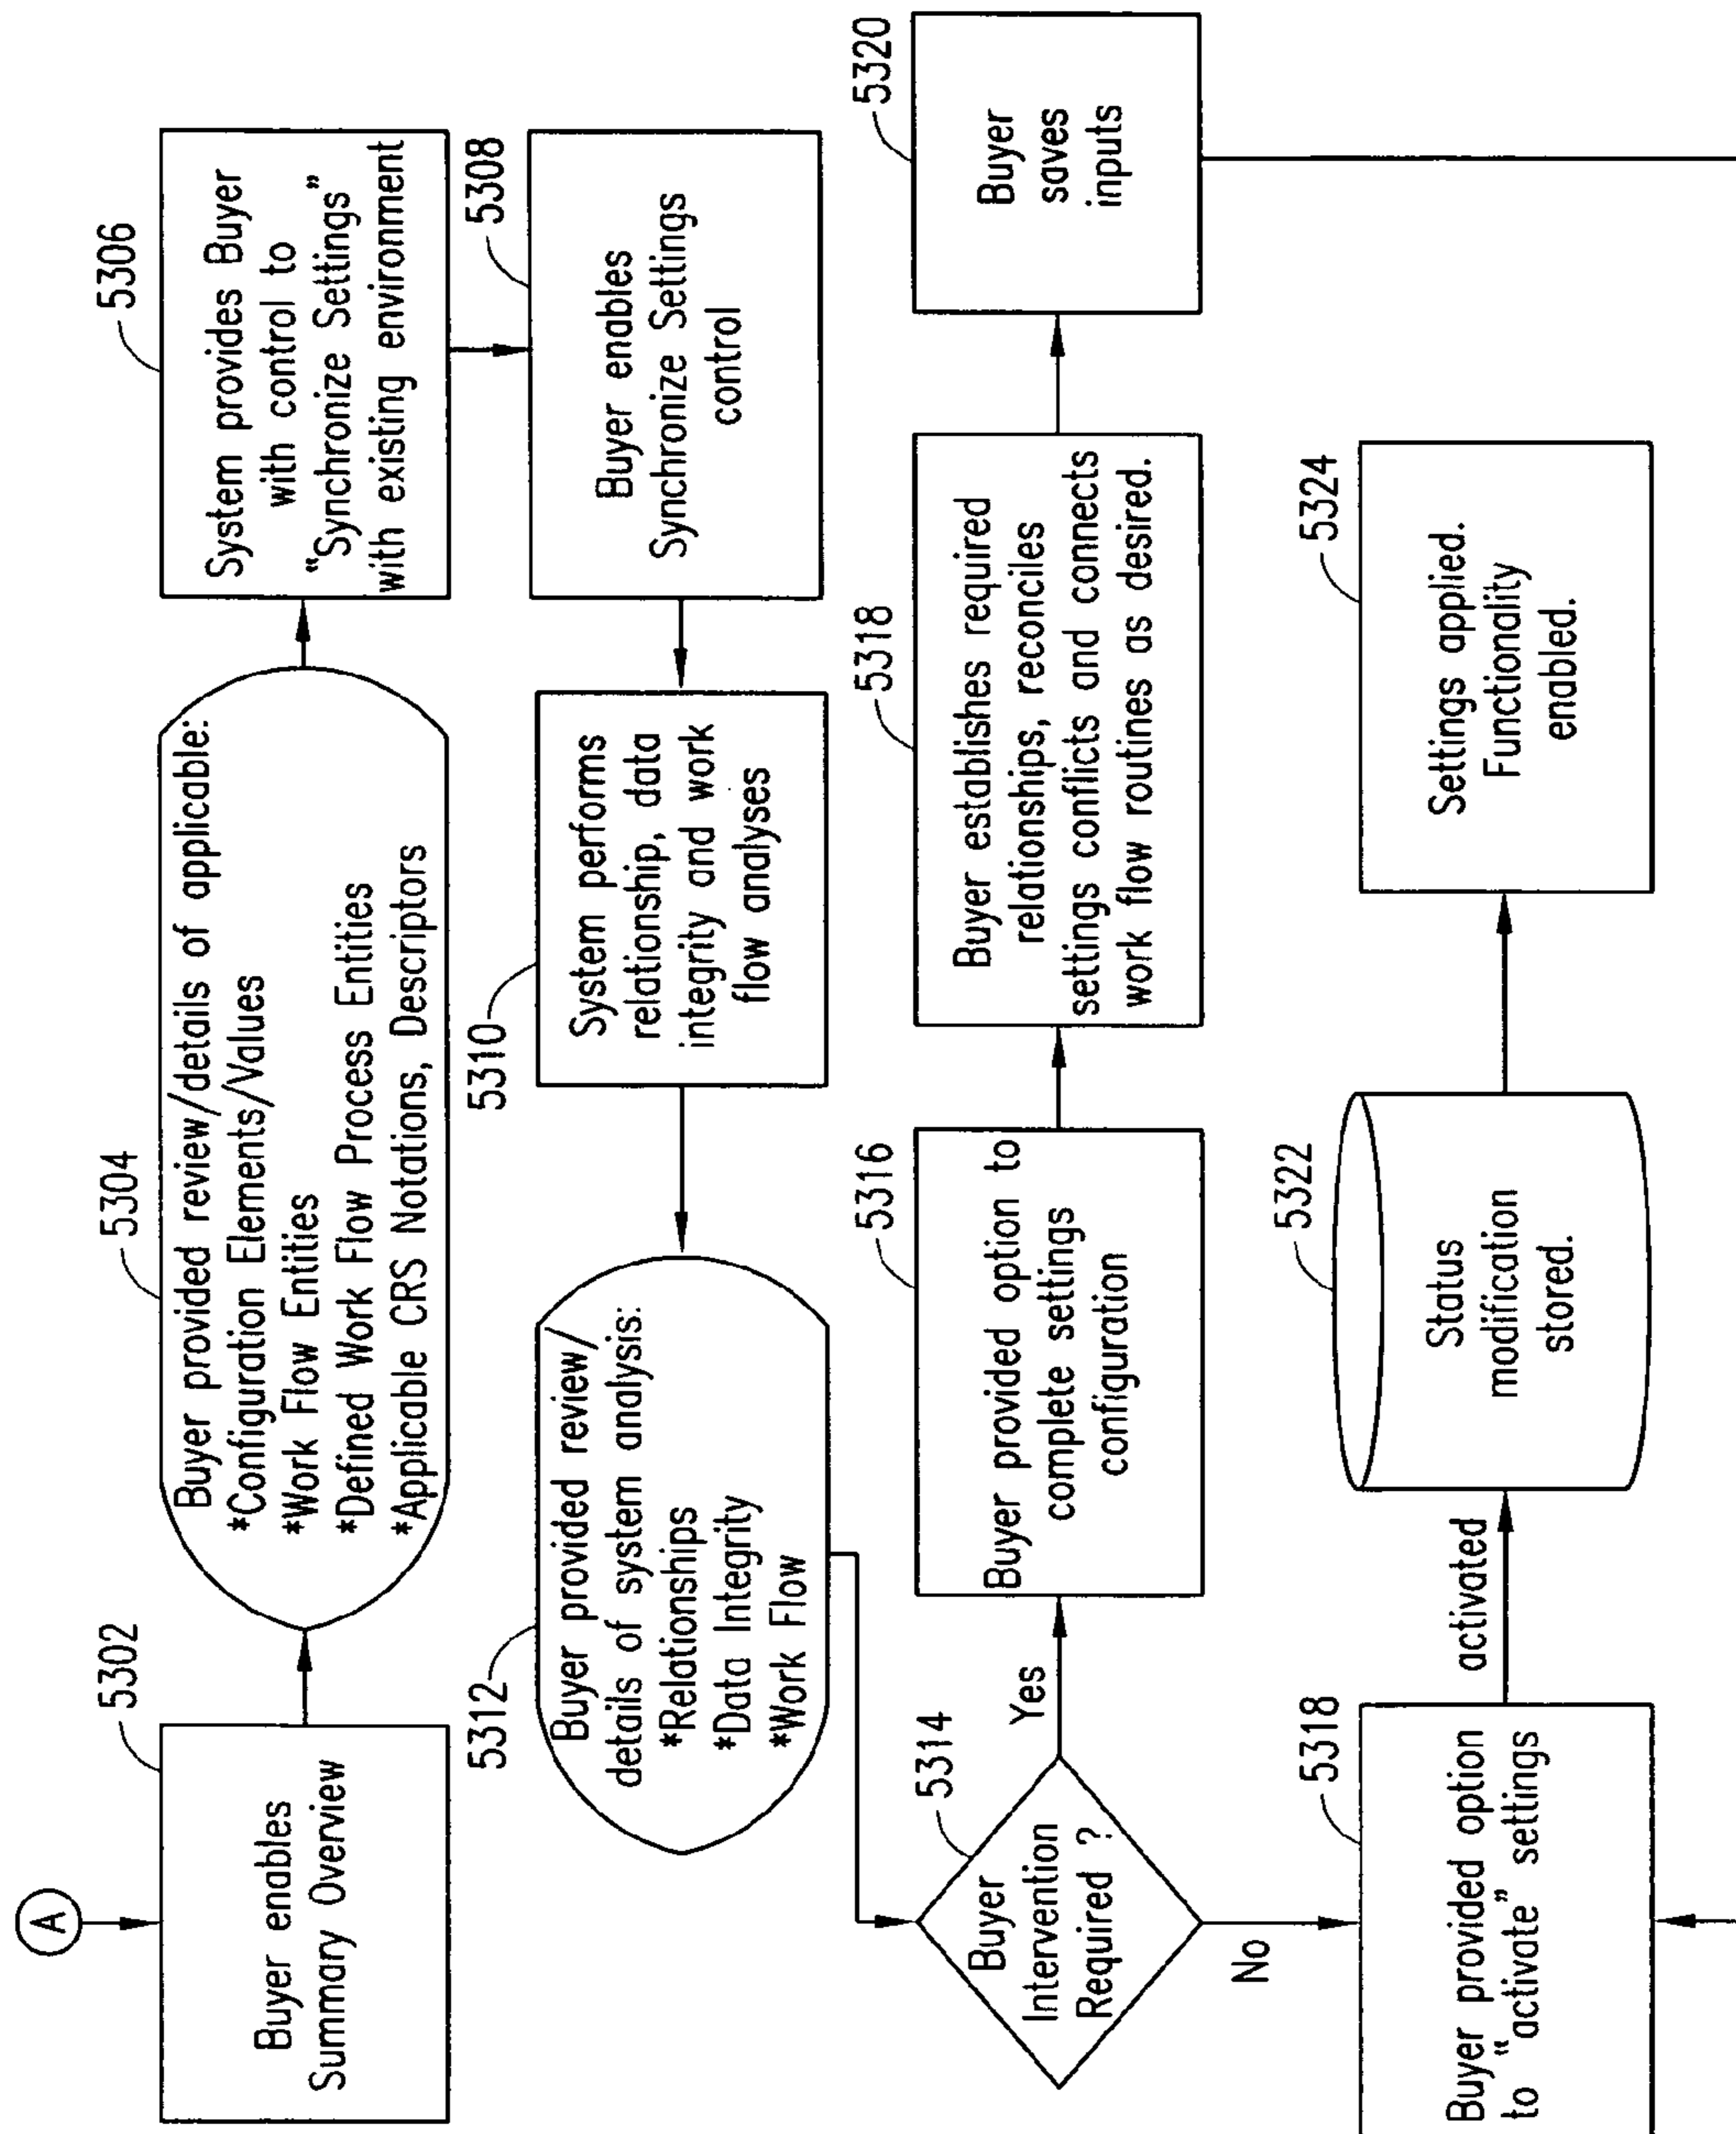 A
5302
Buyer enables
Summary Overview
5304
Buyer provided review/details of applicable:
*Configuration Elements/Values
*Work Flow Entities
*Defined Work Flow Process Entities
*Applicable CRS Notations, Descriptors
5306
System provides Buyer
with control to
“Synchronize Settings”
with existing environment
5308
Buyer enables
Synchronize Settings
control
5310
System performs
relationship, data
integrity and work
flow analyses
5312
Buyer provided review/
details of system analysis:
*Relationships
*Data Integrity
*Work Flow
5314
Buyer
Intervention
Required ?
Yes
No
5316
Buyer provided option to
complete settings
configuration
5318
Buyer establishes required
relationships, reconciles
settings conflicts and connects
work flow routines as desired.
5320
Buyer
saves
inputs
5318
Buyer provided option
to “activate” settings
activated
5322
Status
modification
stored.
5324
Settings applied.
Functionality
enabled.